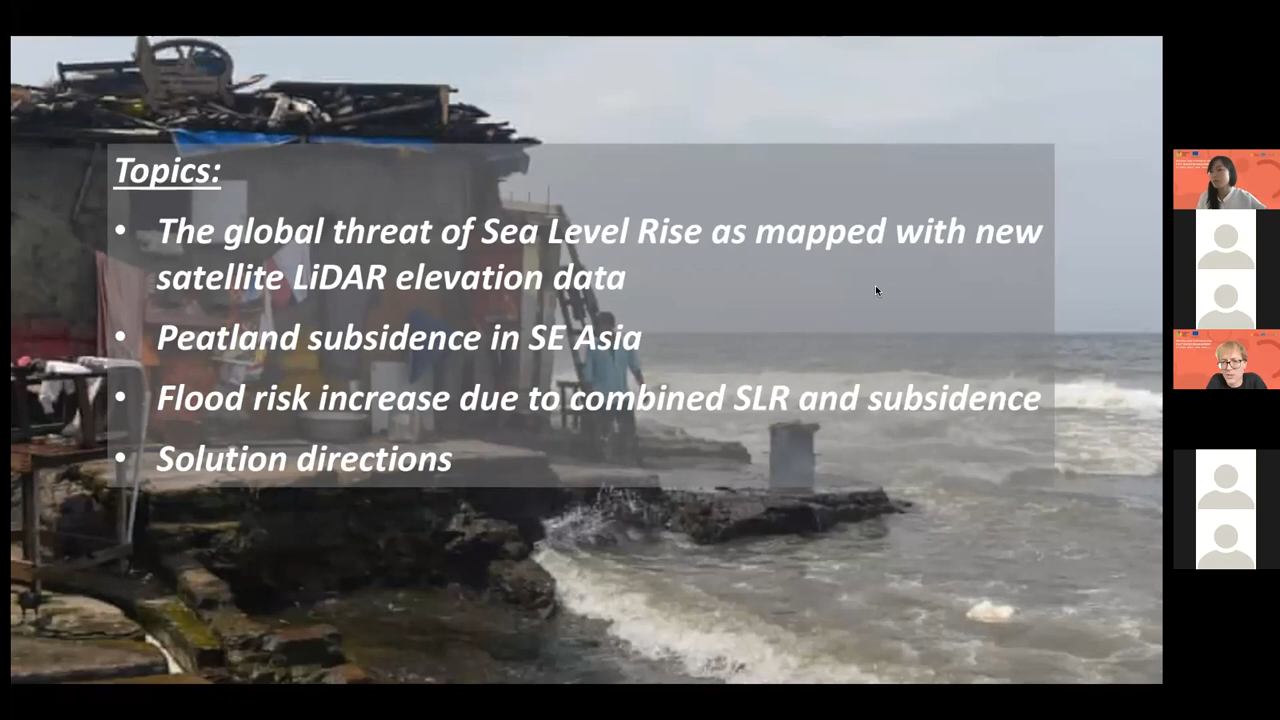 Topics:
• The global threat of Sea Level Rise as mapped with new
satellite LiDAR elevation data
• Peatland subsidence in SE Asia
• Flood risk increase due to combined SLR and subsidence
• Solution directions